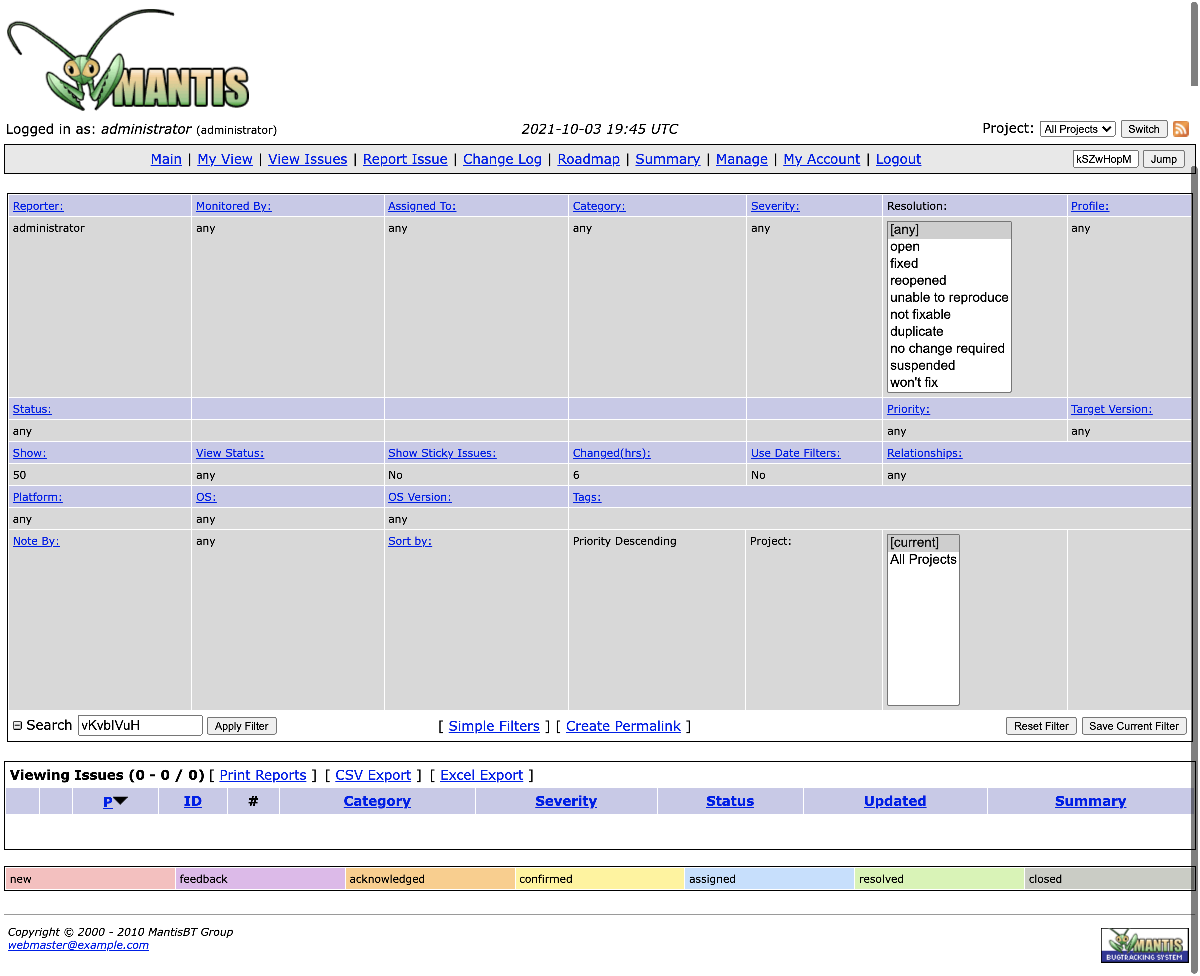 MANTIS
Logged in as: administrator (administrator) 2021-10-03 19:45 UTC Project: All Projects Switch
Main | My View | View Issues | Report Issue | Change Log | Roadmap | Summary | Manage | My Account | Logout kSZwHopM Jump
Reporter: Monitored By: Assigned To: Category: Severity: Resolution: Profile:
administrator any any any any [any] any
open
fixed
reopened
unable to reproduce
not fixable
duplicate
no change required
suspended
won't fix
Status: Priority: Target Version:
any any any
Show: View Status: Show Sticky Issues: Changed(hrs): Use Date Filters: Relationships:
50 any No 6 No any
Platform: OS: OS Version: Tags:
any any any
Note By: any Sort by: Priority Descending Project: [current]
All Projects
Search vKvblVuH Apply Filter [ Simple Filters ] [ Create Permalink ] Reset Filter Save Current Filter
Viewing Issues (0 - 0 / 0) [ Print Reports ] [ CSV Export ] [ Excel Export ]
P ID # Category Severity Status Updated Summary
new feedback acknowledged confirmed assigned resolved closed
Copyright © 2000 - 2010 MantisBT Group
webmaster@example.com
MANTIS
BUGTRACKING SYSTEM